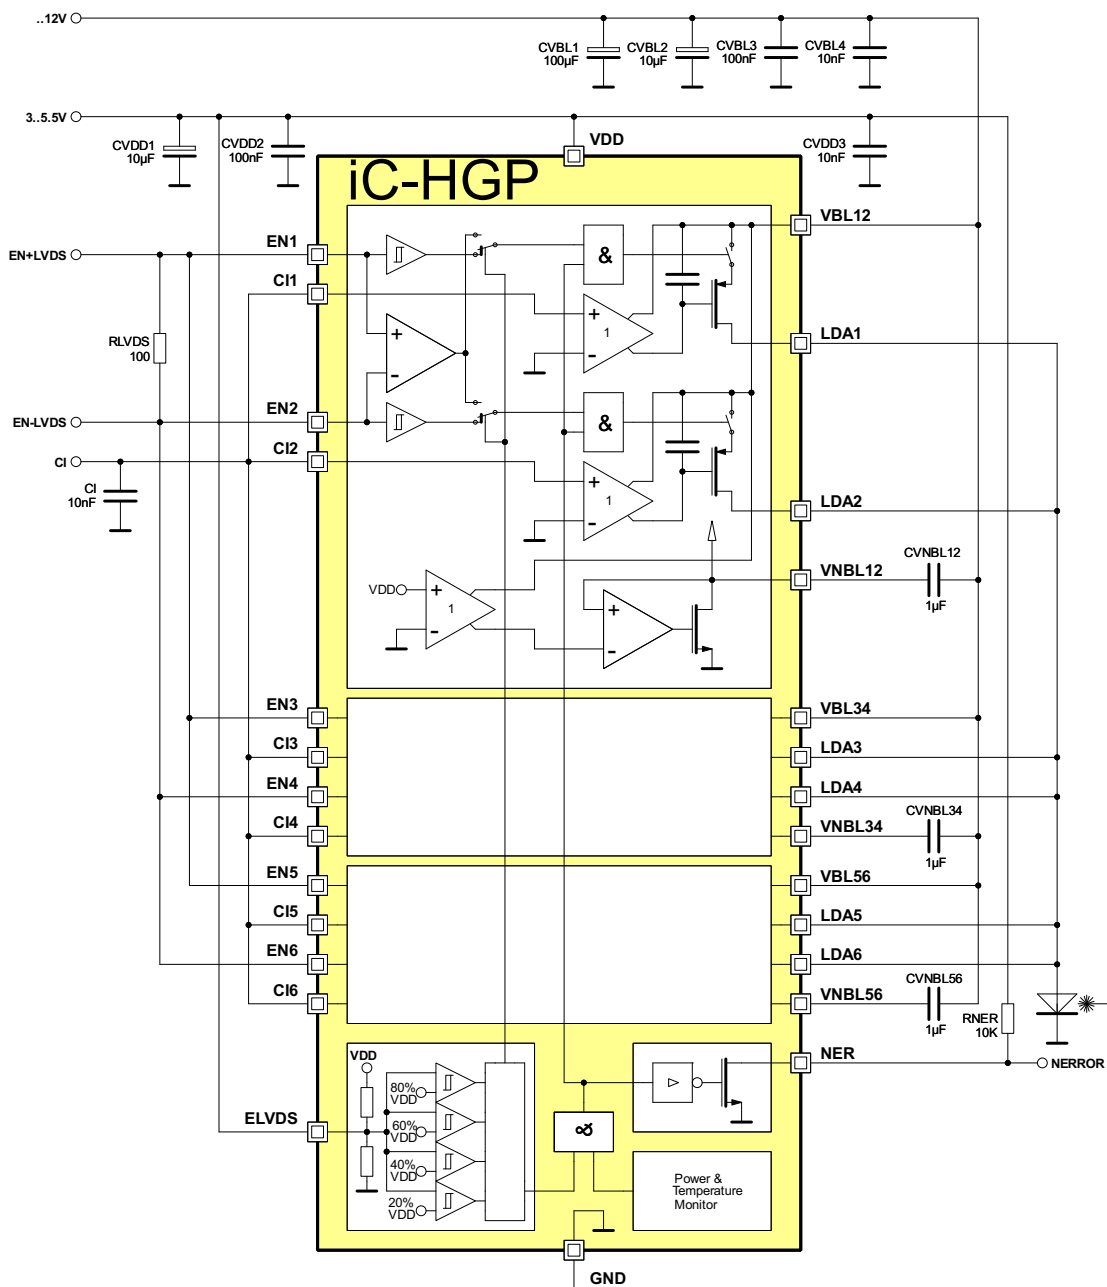 ..12V
CVBL1
100µF
CVBL2
10µF
CVBL3
100nF
CVBL4
10nF
3..5.5V
CVDD1
10µF
CVDD2
100nF
VDD
CVDD3
10nF
iC-HGP
EN1
VBL12
EN+LVDS
&
CI1
+
-
1
+
-
LDA1
RLVDS
100
EN2
&
EN-LVDS
CI2
CI
CI
10nF
+
-
1
LDA2
VDD
+
-
1
+
-
VNBL12
CVNBL12
1µF
EN3
VBL34
CI3
LDA3
EN4
LDA4
CI4
VNBL34
CVNBL34
1µF
EN5
VBL56
CI5
LDA5
EN6
LDA6
CI6
VNBL56
CVNBL56
1µF
RNER
10K
VDD
80%
VDD
60%
VDD
40%
VDD
20%
VDD
ELVDS
&
NER
NERROR
Power &
Temperature
Monitor
GND